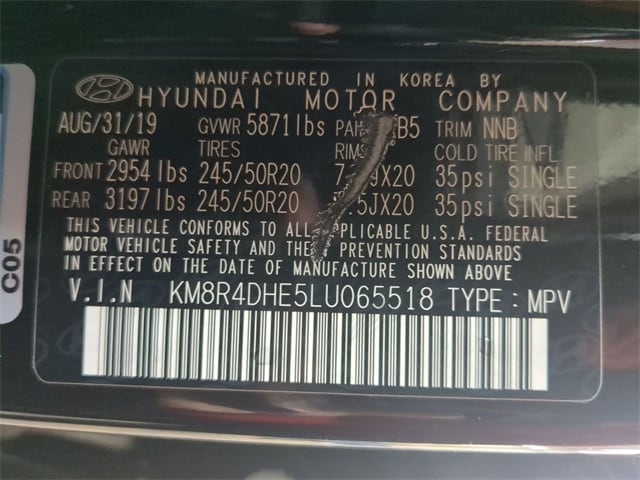 MANUFACTURED IN KOREA BY
HYUNDAI MOTOR COMPANY
AUG/31/19 GVWR 5871lbs TRIM NNB
GAWR TIRES RIMS COLD TIRE INFL.
FRONT 2954 lbs 245/50R20 35psi SINGLE
REAR 3197 lbs 245/50R20 35psi SINGLE
THIS VEHICLE CONFORMS TO ALL APPLICABLE U.S.A. FEDERAL
MOTOR VEHICLE SAFETY AND THEFT PREVENTION STANDARDS
IN EFFECT ON THE DATE OF MANUFACTURE SHOWN ABOVE
V.I.N KM8R4DHE5LU065518 TYPE : MPV
C05